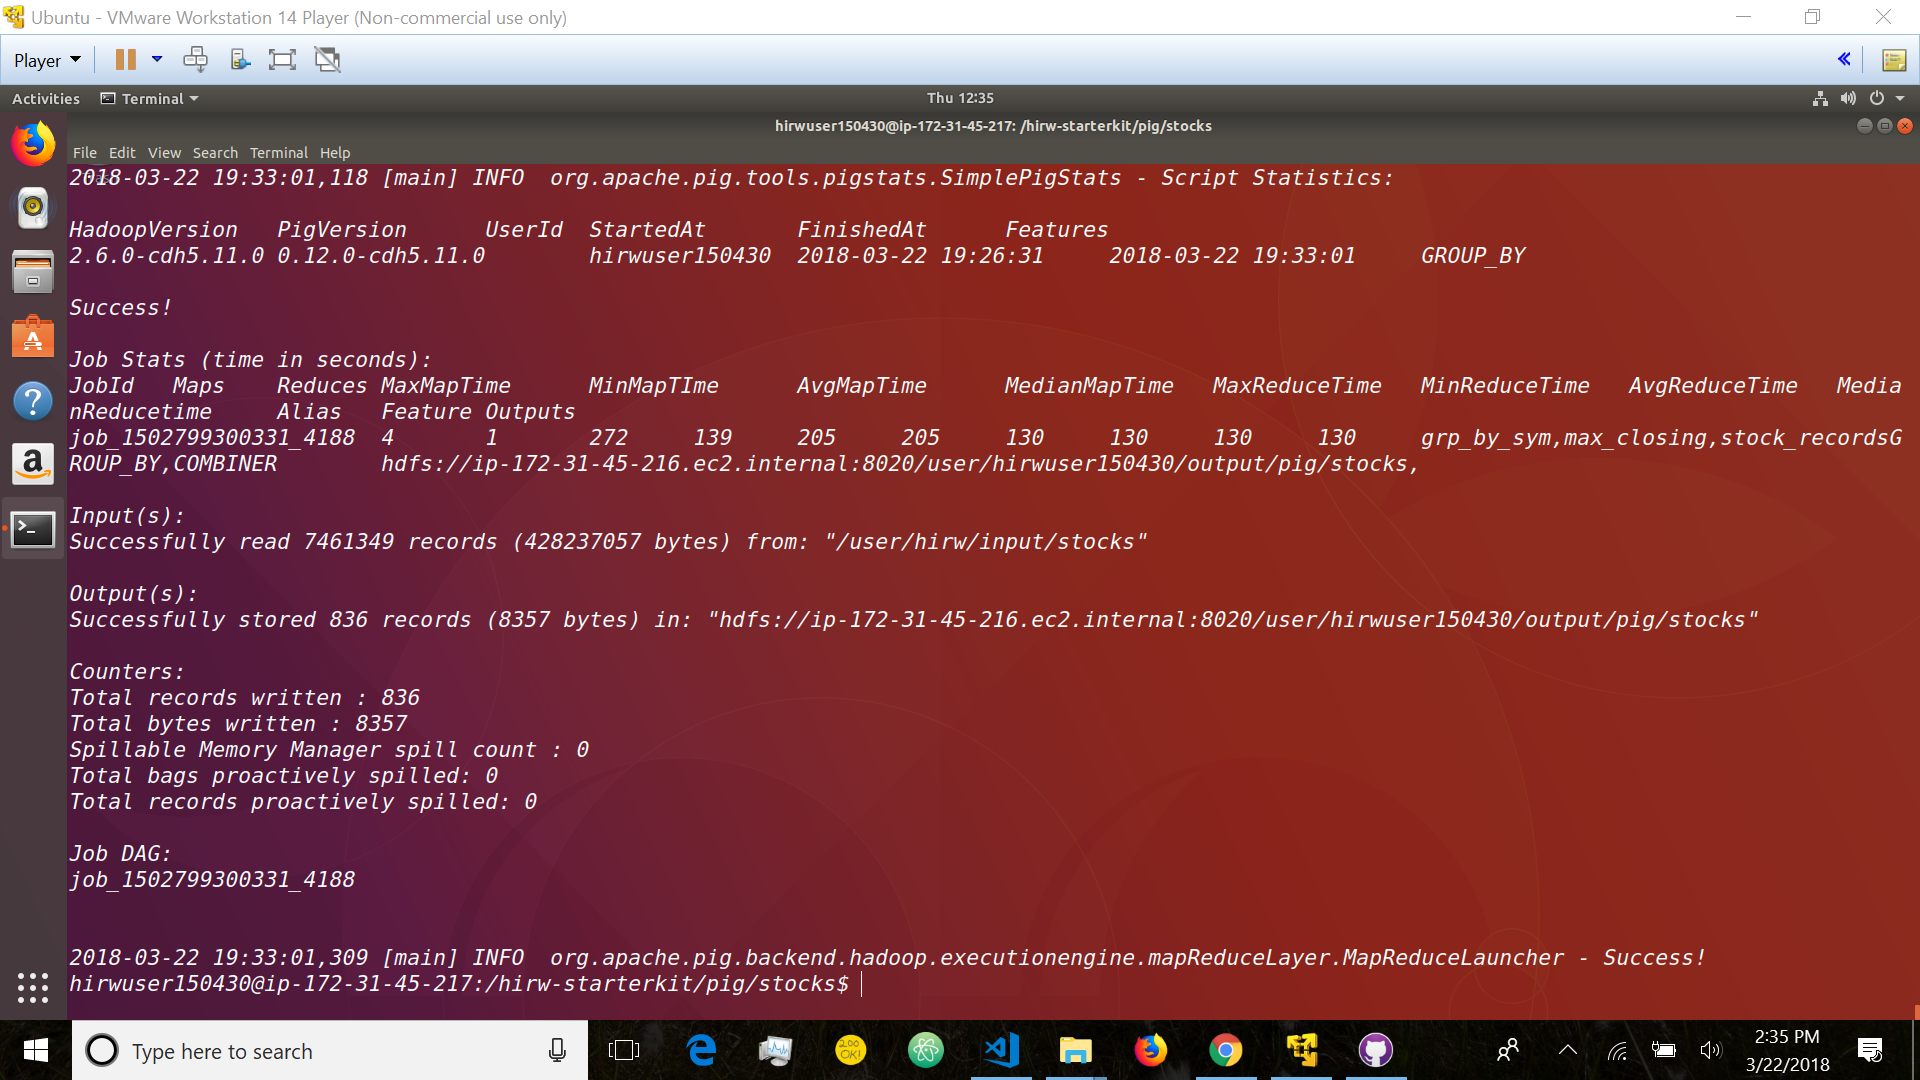 Ubuntu - VMware Workstation 14 Player (Non-commercial use only)
Player
Activities Terminal Thu 12:35
hirwuser150430@ip-172-31-45-217: /hirw-starterkit/pig/stocks
File Edit View Search Terminal Help
2018-03-22 19:33:01,118 [main] INFO  org.apache.pig.tools.pigstats.SimplePigStats - Script Statistics:
HadoopVersion PigVersion UserId StartedAt FinishedAt Features
2.6.0-cdh5.11.0 0.12.0-cdh5.11.0 hirwuser150430 2018-03-22 19:26:31 2018-03-22 19:33:01 GROUP_BY
Success!
Job Stats (time in seconds):
JobId Maps Reduces MaxMapTime MinMapTIme AvgMapTime MedianMapTime MaxReduceTime MinReduceTime AvgReduceTime Media
nReducetime Alias Feature Outputs
job_1502799300331_4188 4 1 272 139 205 205 130 130 130 130 grp_by_sym,max_closing,stock_recordsG
ROUP_BY,COMBINER hdfs://ip-172-31-45-216.ec2.internal:8020/user/hirwuser150430/output/pig/stocks,
Input(s):
Successfully read 7461349 records (428237057 bytes) from: "/user/hirw/input/stocks"
Output(s):
Successfully stored 836 records (8357 bytes) in: "hdfs://ip-172-31-45-216.ec2.internal:8020/user/hirwuser150430/output/pig/stocks"
Counters:
Total records written : 836
Total bytes written : 8357
Spillable Memory Manager spill count : 0
Total bags proactively spilled: 0
Total records proactively spilled: 0
Job DAG:
job_1502799300331_4188
2018-03-22 19:33:01,309 [main] INFO  org.apache.pig.backend.hadoop.executionengine.mapReduceLayer.MapReduceLauncher - Success!
hirwuser150430@ip-172-31-45-217:/hirw-starterkit/pig/stocks$
Type here to search
200 OK!
2:35 PM
3/22/2018